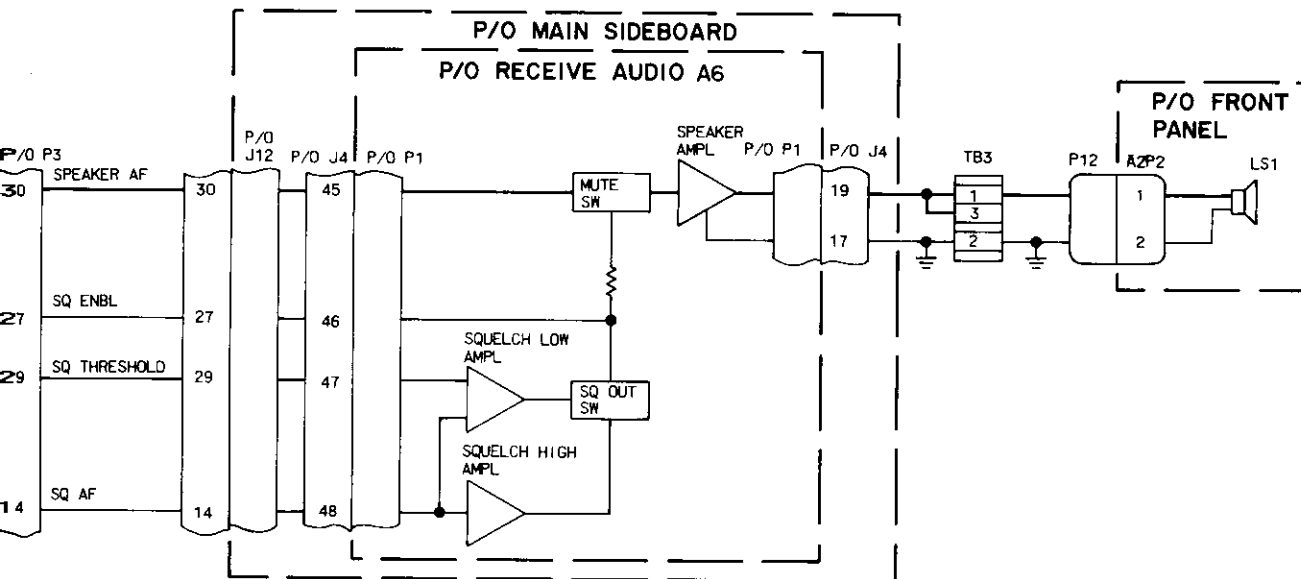 P/O MAIN SIDEBOARD
P/O RECEIVE AUDIO A6
P/O FRONT
PANEL
P/O P3
P/O
J12
P/O J4
P/O P1
SPEAKER
AMPL
P/O P1
P/O J4
TB3
P12
A2P2
LS1
30
SPEAKER AF
30
45
MUTE
SW
19
1
3
1
17
2
2
27
SQ ENBL
27
46
SQUELCH LOW
AMPL
29
SQ THRESHOLD
29
47
SQ OUT
SW
SQUELCH HIGH
AMPL
14
SQ AF
14
48